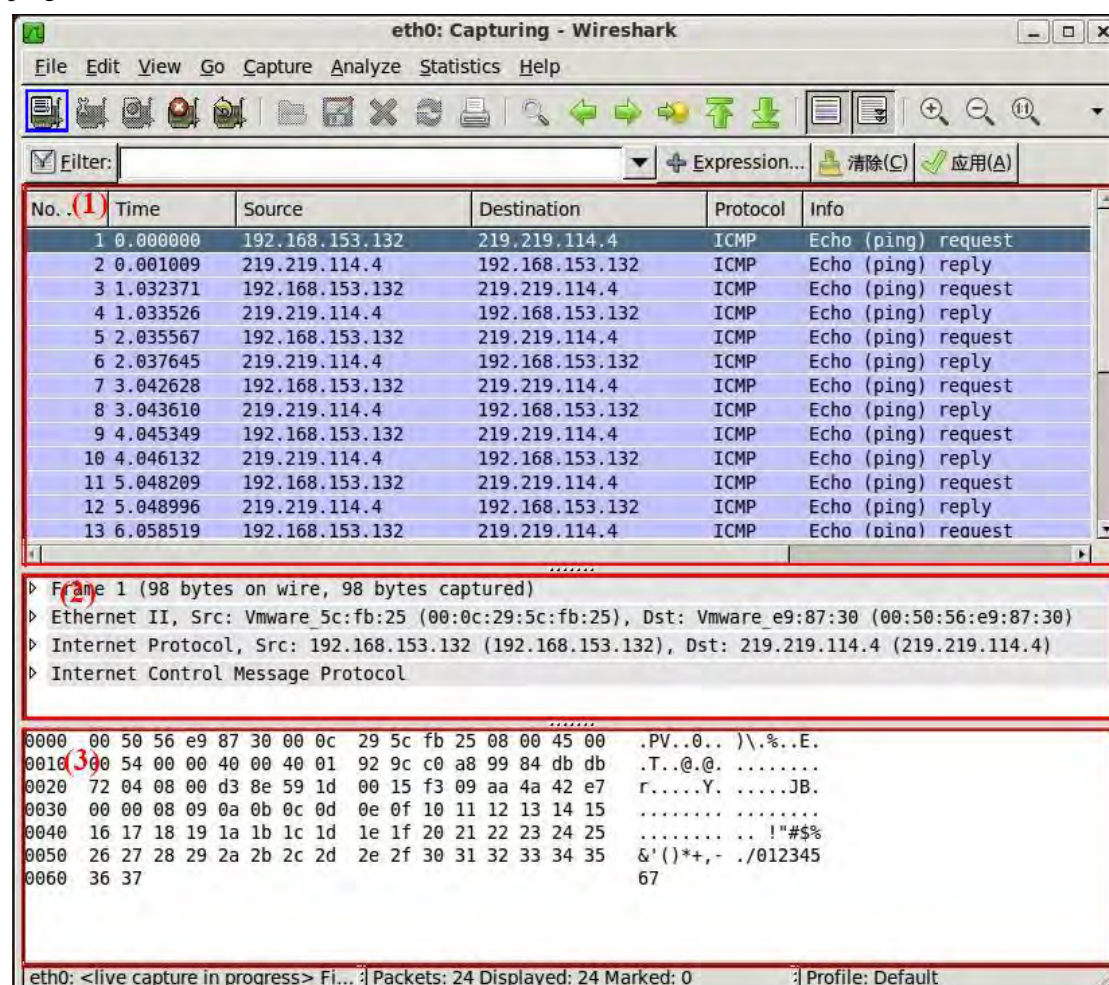 eth0: Capturing - Wireshark
File Edit View Go Capture Analyze Statistics Help
Filter: Expression... 清除(C) 应用(A)
No. . (1) Time Source Destination Protocol Info
1 0.000000 192.168.153.132 219.219.114.4 ICMP Echo (ping) request
2 0.001009 219.219.114.4 192.168.153.132 ICMP Echo (ping) reply
3 1.032371 192.168.153.132 219.219.114.4 ICMP Echo (ping) request
4 1.033526 219.219.114.4 192.168.153.132 ICMP Echo (ping) reply
5 2.035567 192.168.153.132 219.219.114.4 ICMP Echo (ping) request
6 2.037645 219.219.114.4 192.168.153.132 ICMP Echo (ping) reply
7 3.042628 192.168.153.132 219.219.114.4 ICMP Echo (ping) request
8 3.043610 219.219.114.4 192.168.153.132 ICMP Echo (ping) reply
9 4.045349 192.168.153.132 219.219.114.4 ICMP Echo (ping) request
10 4.046132 219.219.114.4 192.168.153.132 ICMP Echo (ping) reply
11 5.048209 192.168.153.132 219.219.114.4 ICMP Echo (ping) request
12 5.048996 219.219.114.4 192.168.153.132 ICMP Echo (ping) reply
13 6.058519 192.168.153.132 219.219.114.4 ICMP Echo (ping) request
(2) Frame 1 (98 bytes on wire, 98 bytes captured)
Ethernet II, Src: Vmware_5c:fb:25 (00:0c:29:5c:fb:25), Dst: Vmware_e9:87:30 (00:50:56:e9:87:30)
Internet Protocol, Src: 192.168.153.132 (192.168.153.132), Dst: 219.219.114.4 (219.219.114.4)
Internet Control Message Protocol
0000 00 50 56 e9 87 30 00 0c 29 5c fb 25 08 00 45 00 .PV..0.. )\.%..E.
0010 (3) 00 54 00 00 40 00 40 01 92 9c c0 a8 99 84 db db .T..@.@. ........
0020 72 04 08 00 d3 8e 59 1d 00 15 f3 09 aa 4a 42 e7 r.....Y. .....JB.
0030 00 00 08 09 0a 0b 0c 0d 0e 0f 10 11 12 13 14 15 ........ ........
0040 16 17 18 19 1a 1b 1c 1d 1e 1f 20 21 22 23 24 25 ........ .. !"#$%
0050 26 27 28 29 2a 2b 2c 2d 2e 2f 30 31 32 33 34 35 &'()*+,- ./012345
0060 36 37 67
eth0: <live capture in progress> Fi... Packets: 24 Displayed: 24 Marked: 0 Profile: Default